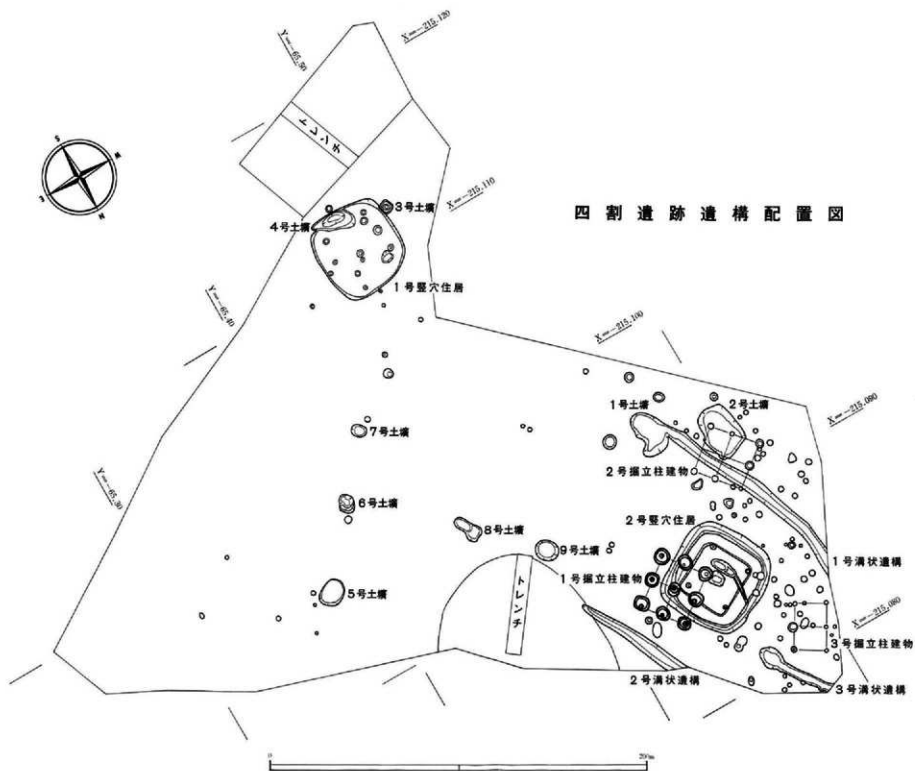 X=-215.120
Y=-65.50
トレンチ
X=-215.110
3号土壙
4号土壙
四割遺跡遺構配置図
1号竪穴住居
Y=-65.40
X=-215.100
X=-215.090
1号土壙
2号土壙
7号土壙
2号掘立柱建物
Y=-65.30
6号土壙
8号土壙
2号竪穴住居
9号土壙
1号溝状遺構
1号掘立柱建物
5号土壙
トレンチ
X=-215.080
3号掘立柱建物
2号溝状遺構
3号溝状遺構
0
20m